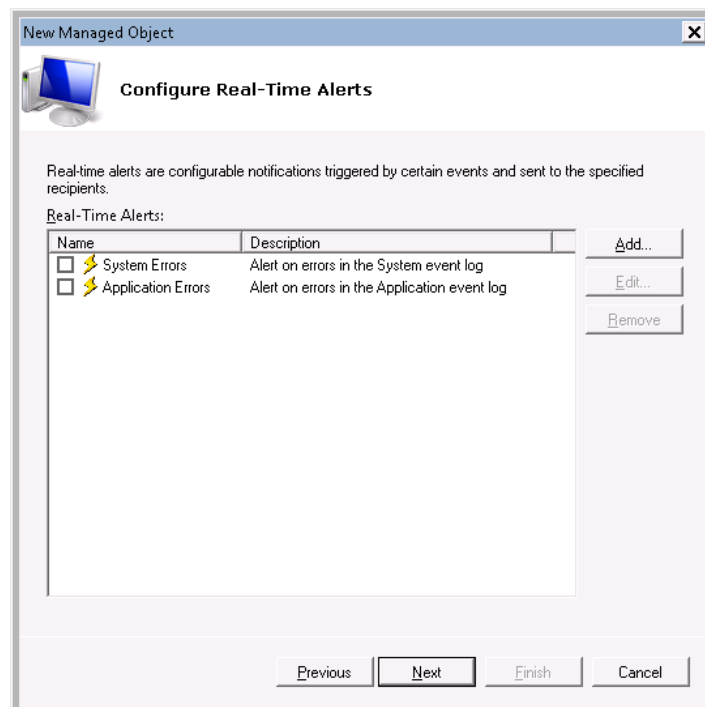 New Managed Object
Configure Real-Time Alerts
Real-time alerts are configurable notifications triggered by certain events and sent to the specified
recipients.
Real-Time Alerts:
Name Description
System Errors Alert on errors in the System event log
Application Errors Alert on errors in the Application event log
Add...
Edit...
Remove
Previous Next Finish Cancel